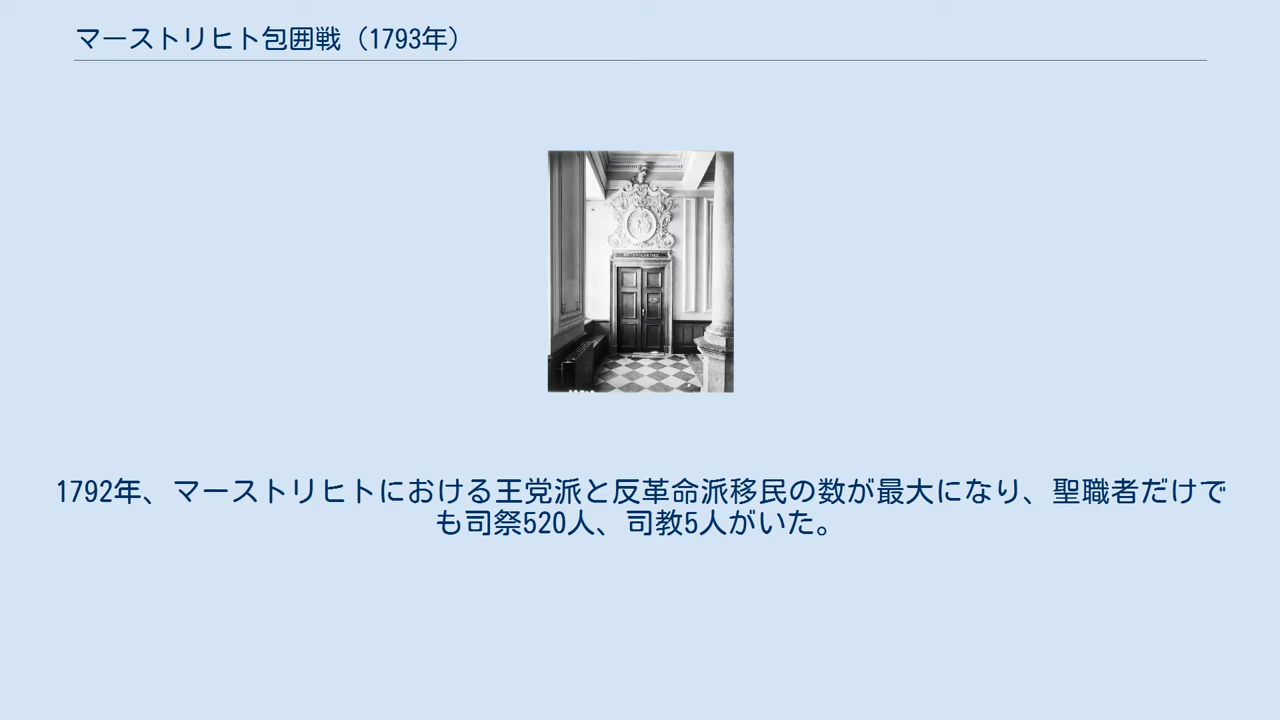 マーストリヒト包囲戦（1793年）
1792年、マーストリヒトにおける王党派と反革命派移民の数が最大になり、聖職者だけで
も司祭520人、司教5人がいた。